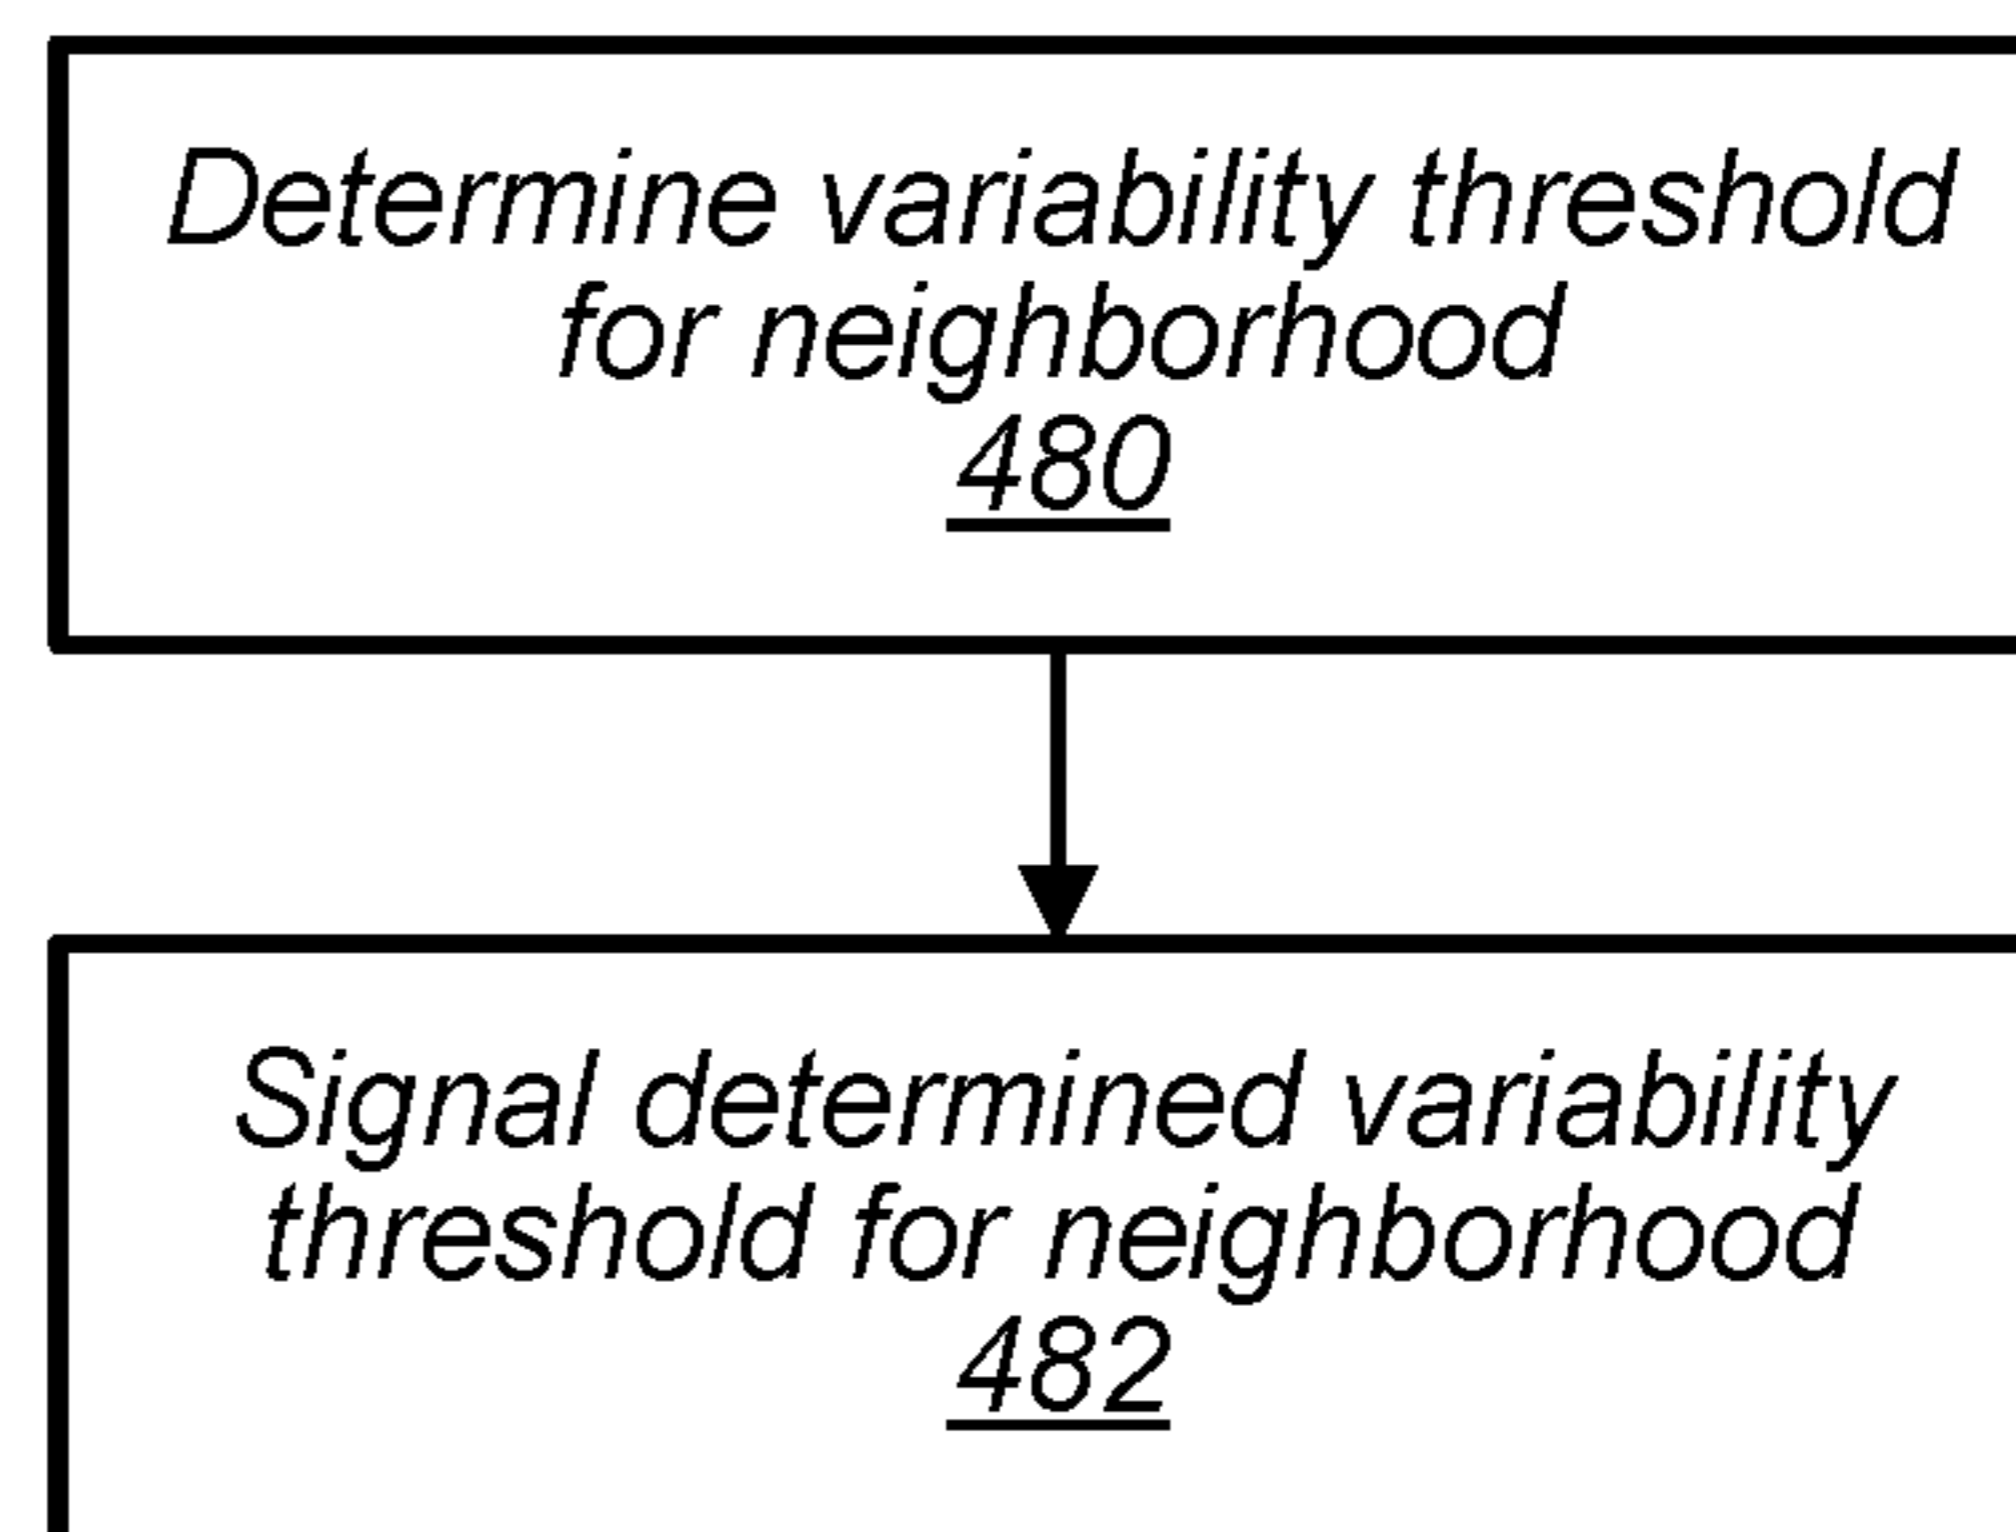 Determine variability threshold
for neighborhood
480
Signal determined variability
threshold for neighborhood
482